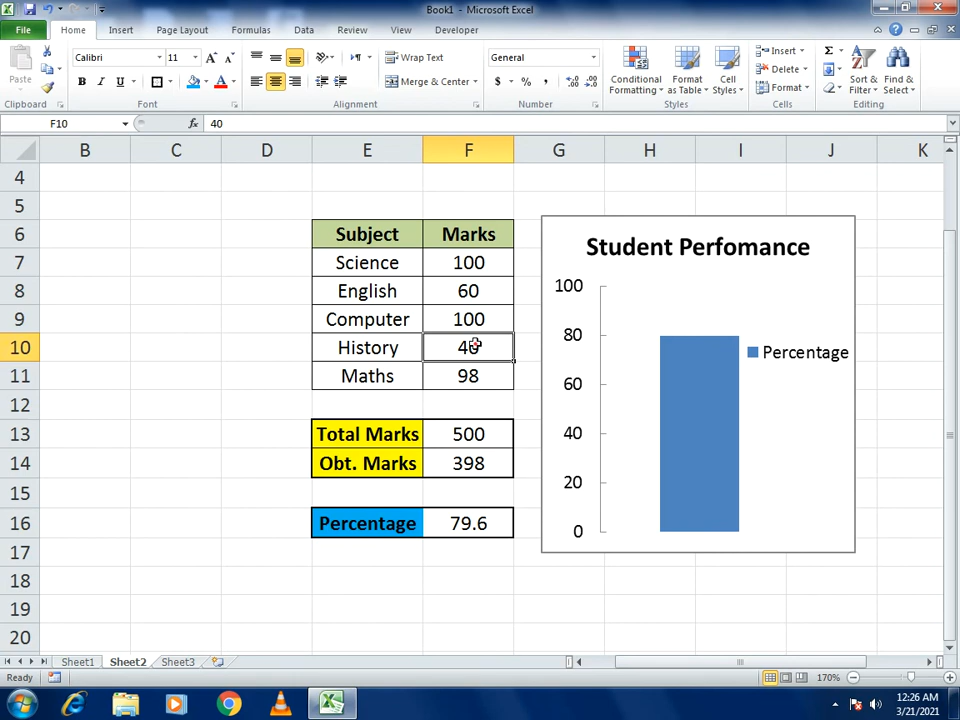 Book1 - Microsoft Excel
File Home Insert Page Layout Formulas Data Review View Developer
Paste
Calibri 11
Wrap Text
Merge & Center
General
Conditional Formatting
Format as Table
Cell Styles
Insert
Delete
Format
Sort & Filter
Find & Select
Clipboard Font Alignment Number Styles Cells Editing
F10 fx 40
B C D E F G H I J K
4
5
6 Subject Marks
7 Science 100
8 English 60
9 Computer 100
10 History 40
11 Maths 98
12
13 Total Marks 500
14 Obt. Marks 398
15
16 Percentage 79.6
17
18
19
20
Student Perfomance
100
80
60
40
20
0
Percentage
Sheet1 Sheet2 Sheet3
Ready 170%
12:26 AM
3/21/2021